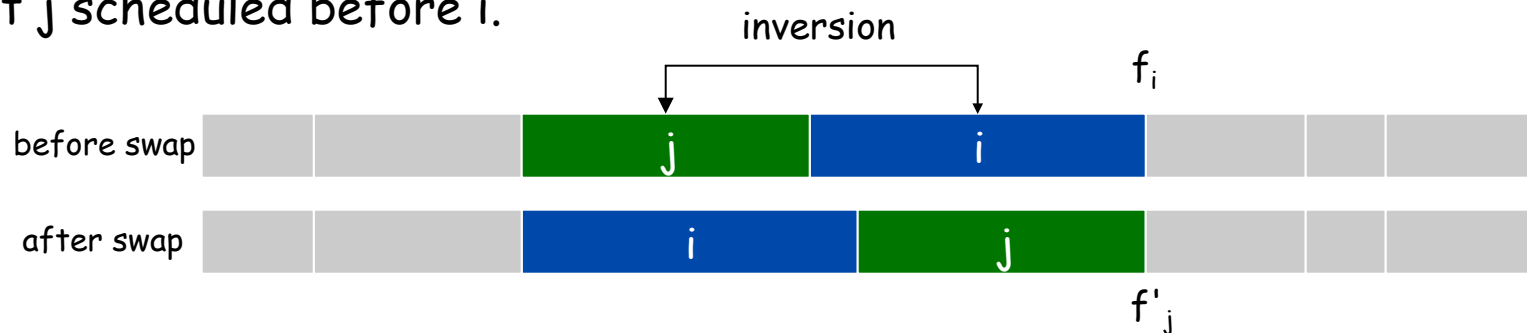 f j scheduled before i.
inversion
f_i
before swap j i
after swap i j
f'_j